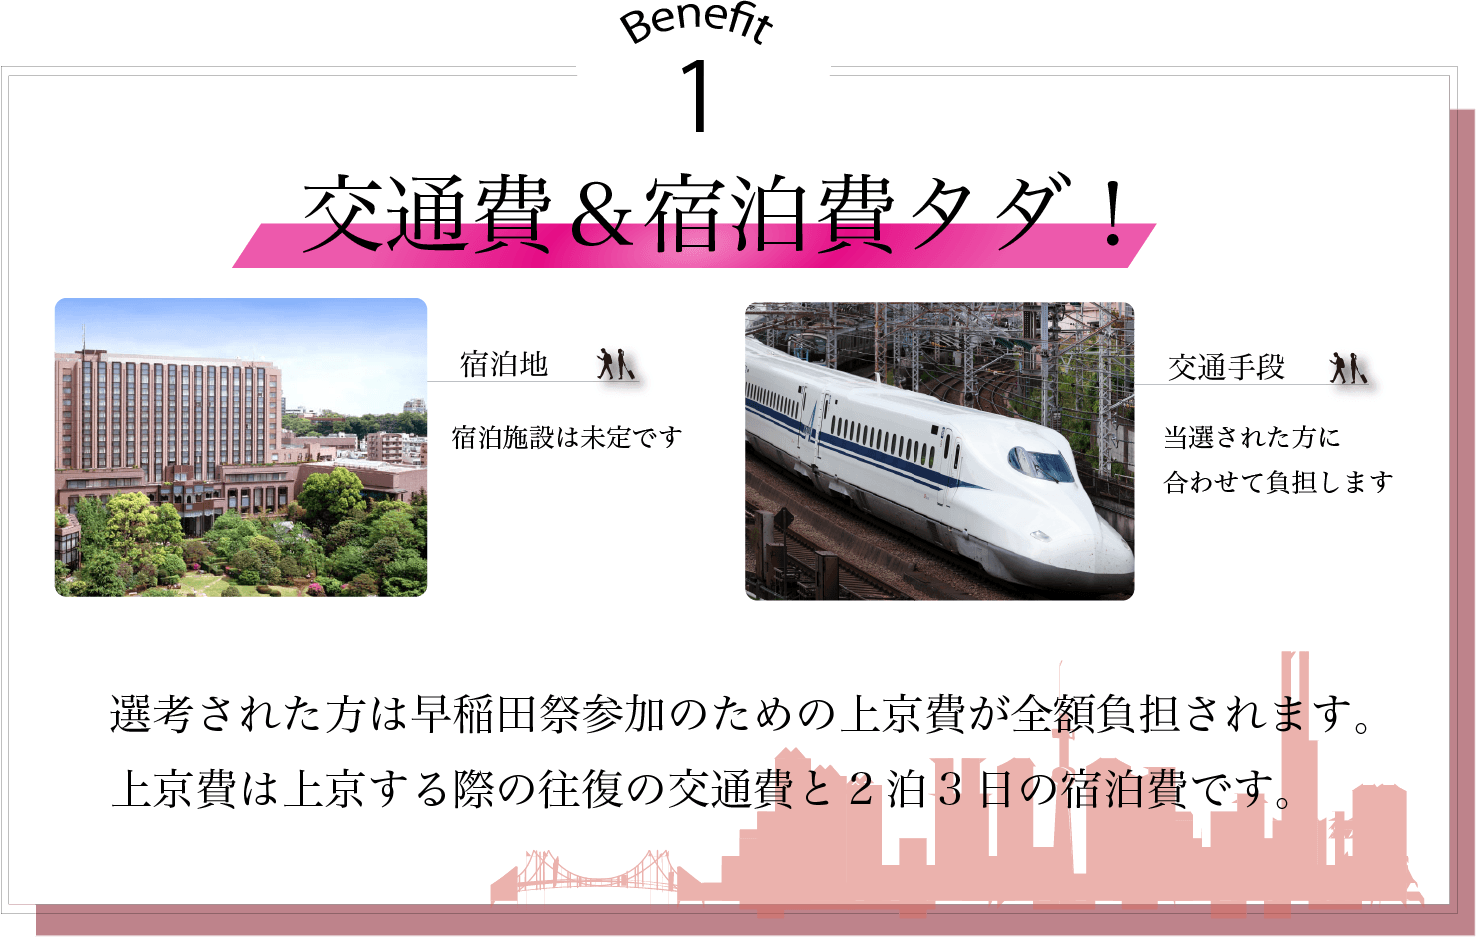 Benefit
1
交通費＆宿泊費タダ！
宿泊地
宿泊施設は未定です
交通手段
当選された方に
合わせて負担します
選考された方は早稲田祭参加のための上京費が全額負担されます。
上京費は上京する際の往復の交通費と２泊３日の宿泊費です。